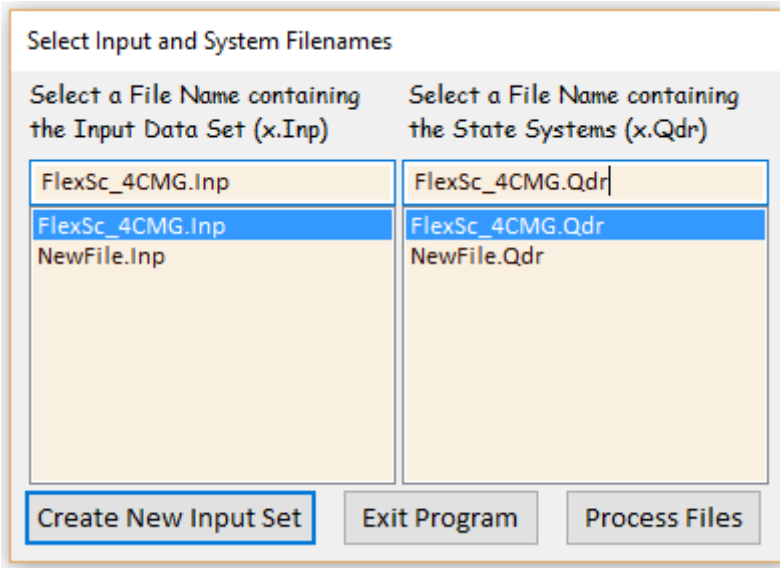 Select Input and System Filenames
Select a File Name containing
the Input Data Set (x.Inp)
FlexSc_4CMG.Inp
FlexSc_4CMG.Inp
NewFile.Inp
Select a File Name containing
the State Systems (x.Qdr)
FlexSc_4CMG.Qdr
FlexSc_4CMG.Qdr
NewFile.Qdr
Create New Input Set
Exit Program
Process Files